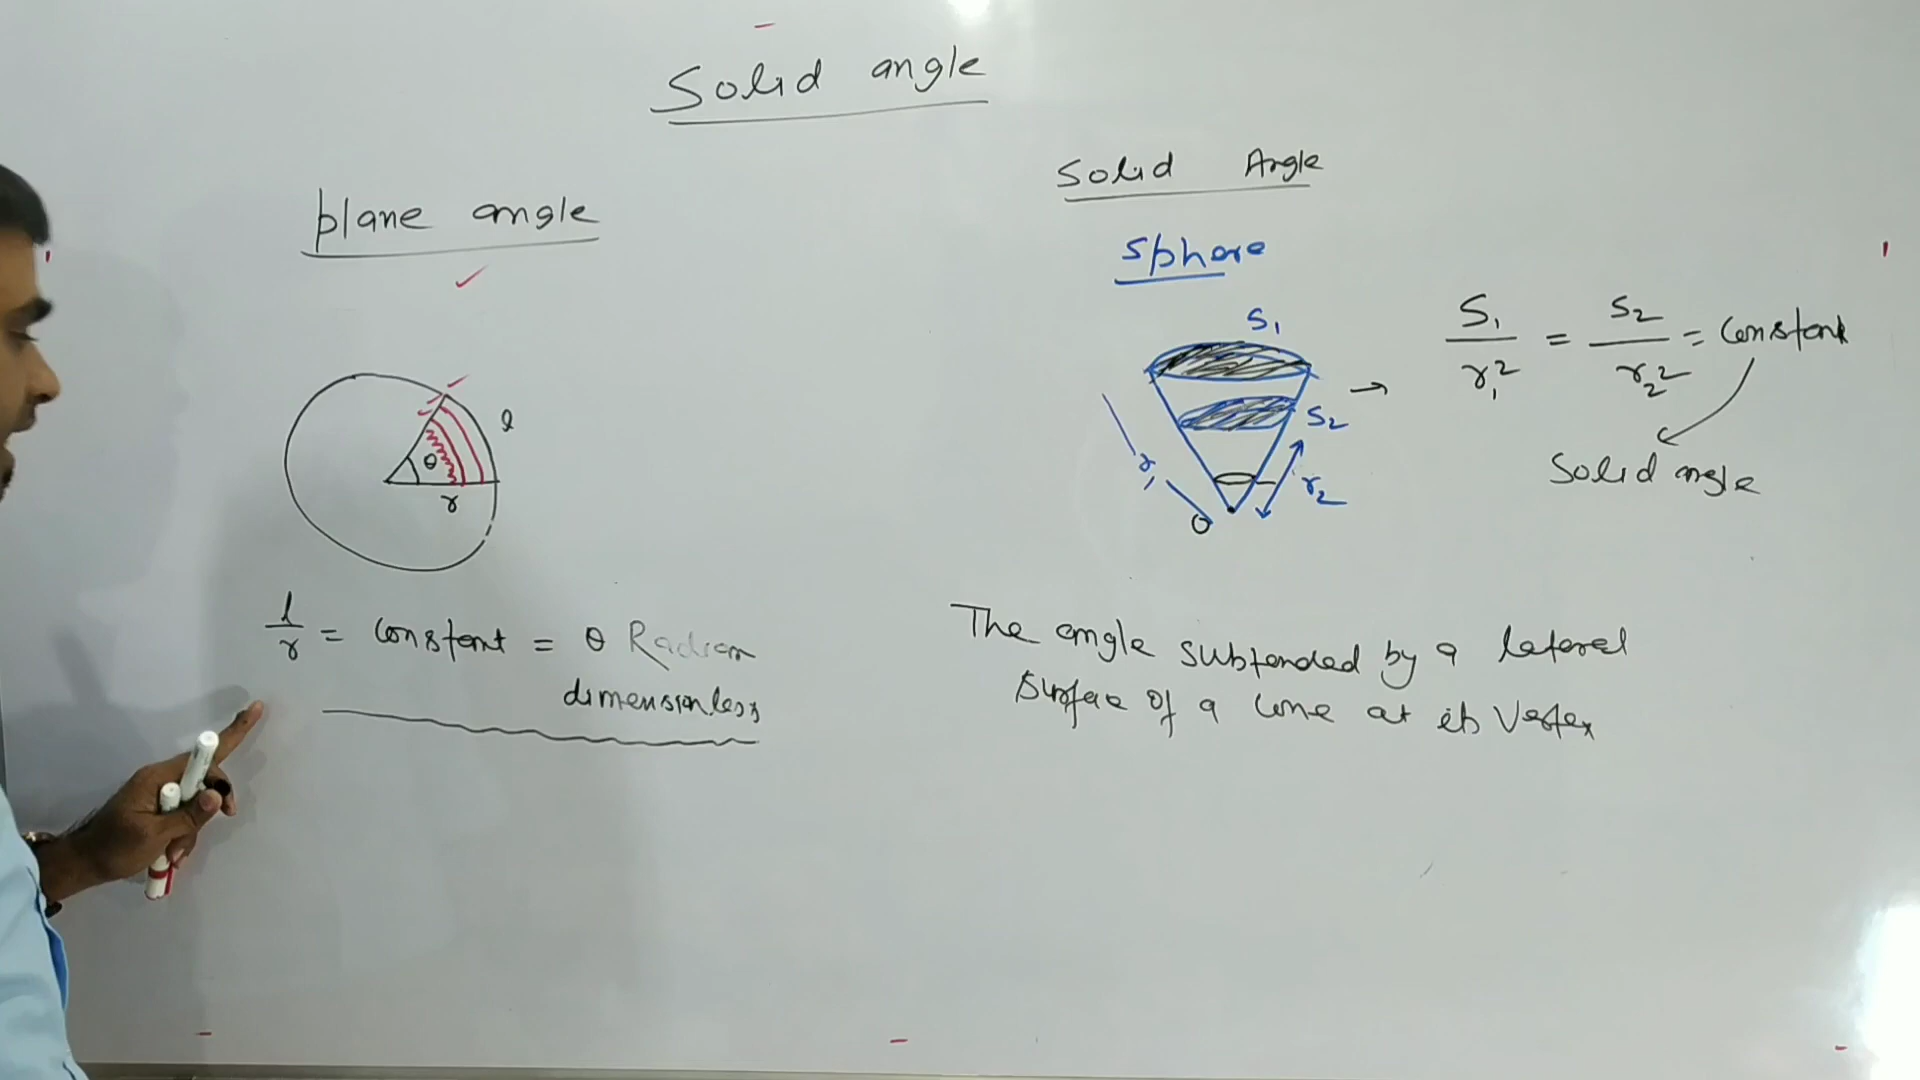 Solid angle
plane angle
l
θ
r
l/r = constant = θ Radian
dimensionless
Solid Angle
Sphere
S₁
S₂
r₁
r₂
O
S₁/r₁² = S₂/r₂² = constant
Solid angle
The angle subtended by a lateral
surface of a cone at its vertex